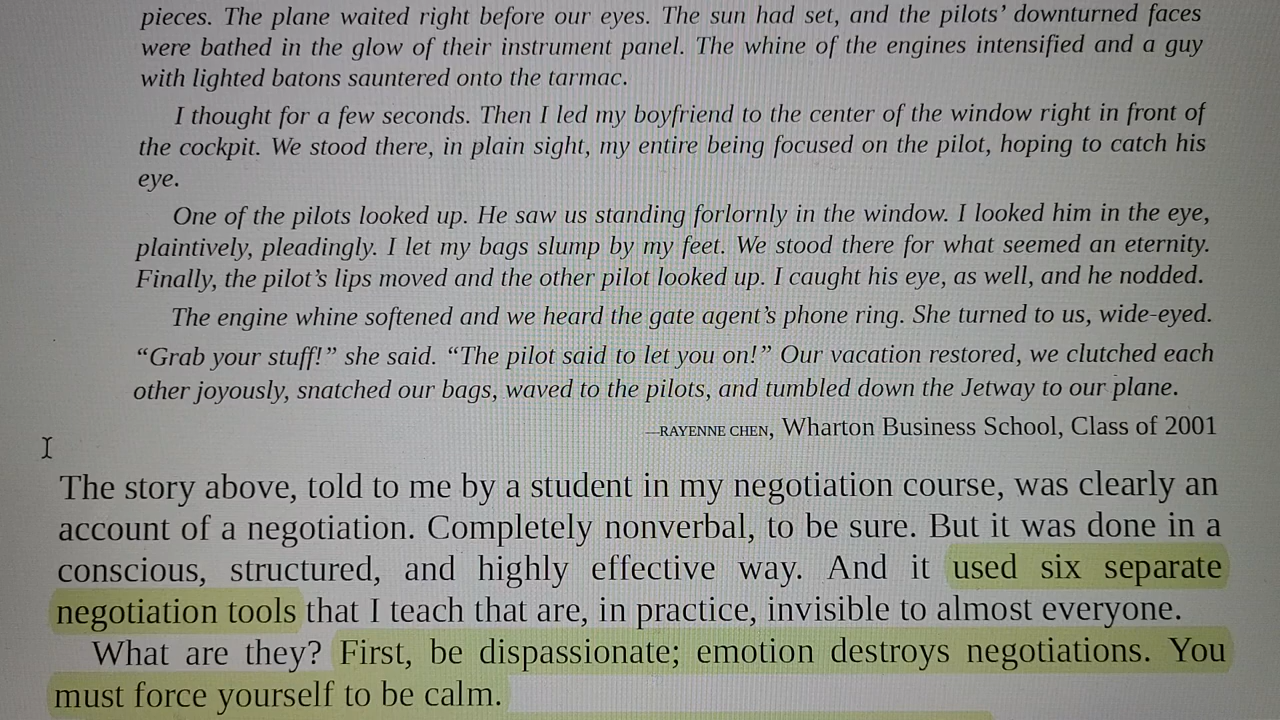 pieces. The plane waited right before our eyes. The sun had set, and the pilots’ downturned faces
were bathed in the glow of their instrument panel. The whine of the engines intensified and a guy
with lighted batons sauntered onto the tarmac.
I thought for a few seconds. Then I led my boyfriend to the center of the window right in front of
the cockpit. We stood there, in plain sight, my entire being focused on the pilot, hoping to catch his
eye.
One of the pilots looked up. He saw us standing forlornly in the window. I looked him in the eye,
plaintively, pleadingly. I let my bags slump by my feet. We stood there for what seemed an eternity.
Finally, the pilot’s lips moved and the other pilot looked up. I caught his eye, as well, and he nodded.
The engine whine softened and we heard the gate agent’s phone ring. She turned to us, wide-eyed.
“Grab your stuff!” she said. “The pilot said to let you on!” Our vacation restored, we clutched each
other joyously, snatched our bags, waved to the pilots, and tumbled down the Jetway to our plane.
—RAYENNE CHEN, Wharton Business School, Class of 2001
The story above, told to me by a student in my negotiation course, was clearly an
account of a negotiation. Completely nonverbal, to be sure. But it was done in a
conscious, structured, and highly effective way. And it used six separate
negotiation tools that I teach that are, in practice, invisible to almost everyone.
What are they? First, be dispassionate; emotion destroys negotiations. You
must force yourself to be calm.